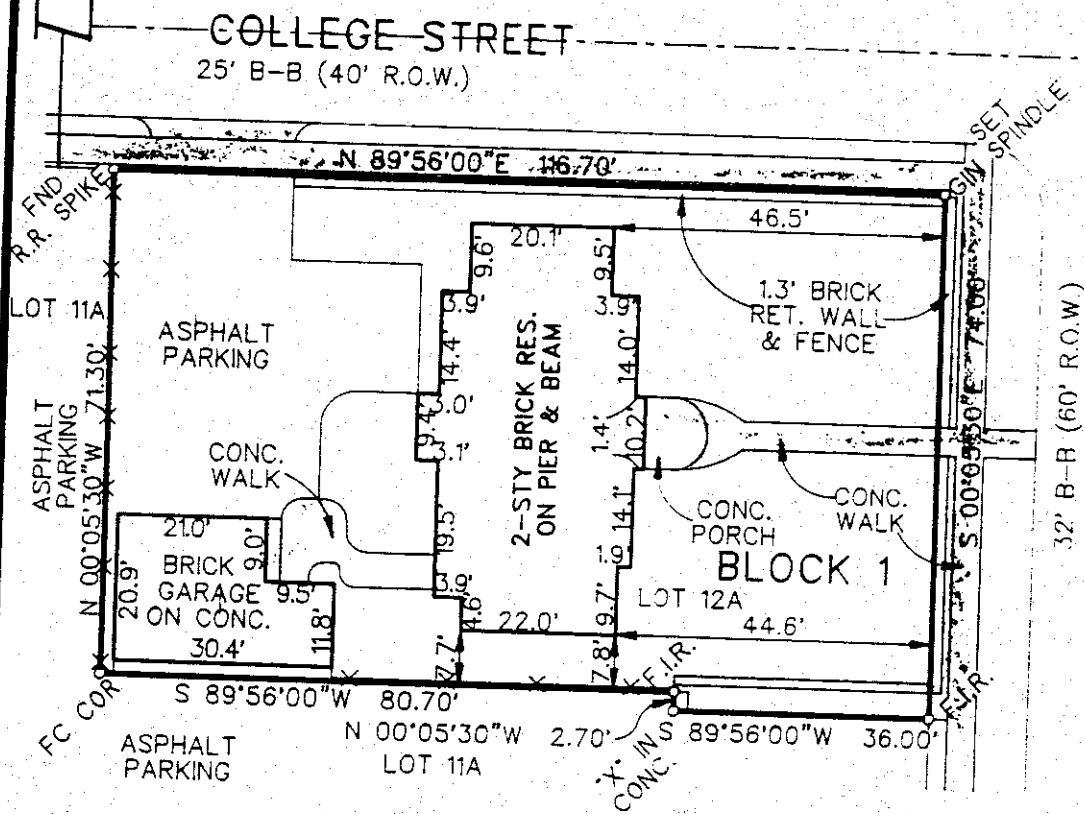 COLLEGE STREET
25' B-B (40' R.O.W.)
SET
SPINDLE
GIN
N 89°56'00"E 116.70'
FND
R.R. SPIKE
46.5'
20.1'
9.6'
9.5'
3.9'
3.9'
1.3' BRICK
RET. WALL
& FENCE
LOT 11A
ASPHALT
PARKING
14.4'
14.0'
2-STY BRICK RES.
ON PIER & BEAM
S 00°05'30"E 74.00'
32' B-B (60' R.O.W.)
N 00°05'30"W 71.30'
ASPHALT
PARKING
3.0'
9.4'
3.1'
1.4'
10.2'
CONC.
WALK
CONC.
PORCH
CONC.
WALK
21.0'
9.0'
BRICK
GARAGE
ON CONC.
20.9'
9.5'
30.4'
11.8'
19.5'
14.1'
.9'
BLOCK 1
LOT 12A
3.9'
4.6'
9.7'
22.0'
44.6'
7.7'
7.8'
F.I.R.
F.I.R.
FC COR
S 89°56'00"W 80.70'
N 00°05'30"W 2.70'
S 89°56'00"W 36.00'
ASPHALT
PARKING
LOT 11A
"X" IN
CONC.